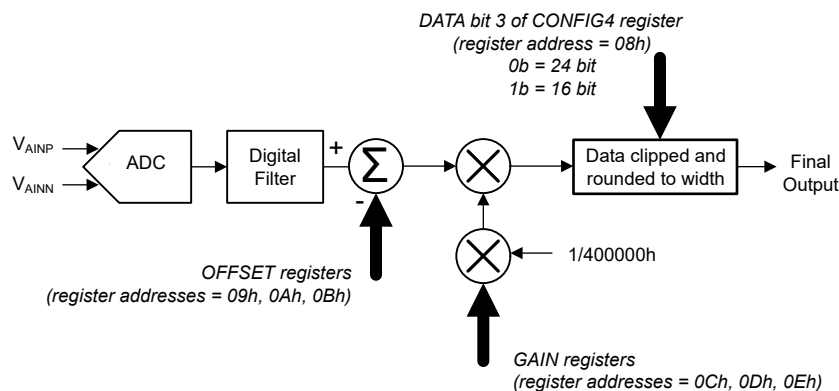 DATA bit 3 of CONFIG4 register
(register address = 08h)
0b = 24 bit
1b = 16 bit
VAINP
VAINN
ADC
Digital
Filter
+
-
Σ
Data clipped and
rounded to width
Final
Output
1/400000h
OFFSET registers
(register addresses = 09h, 0Ah, 0Bh)
GAIN registers
(register addresses = 0Ch, 0Dh, 0Eh)